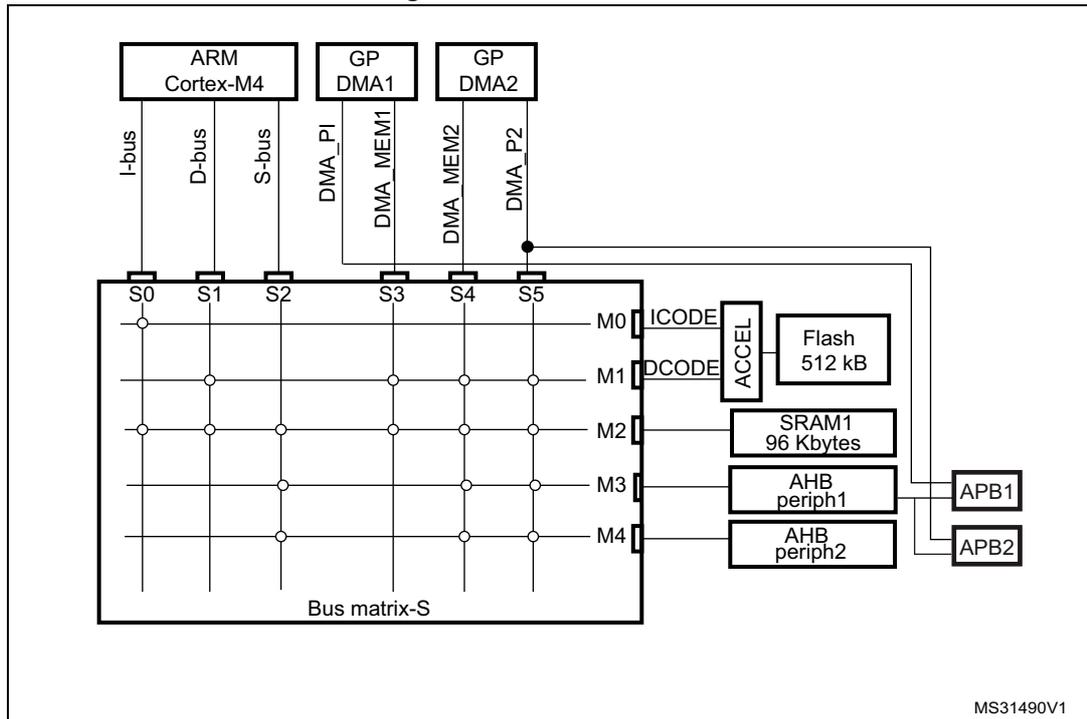 ARM
Cortex-M4
GP
DMA1
GP
DMA2
I-bus
D-bus
S-bus
DMA_PI
DMA_MEM1
DMA_MEM2
DMA_P2
S0 S1 S2 S3 S4 S5
M0
ICODE
M1
DCODE
ACCEL
Flash
512 kB
M2
SRAM1
96 Kbytes
M3
AHB
periph1
APB1
M4
AHB
periph2
APB2
Bus matrix-S
MS31490V1